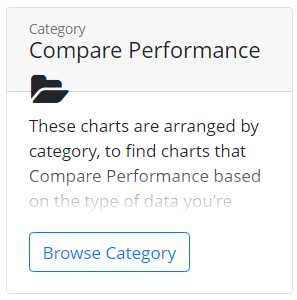 Category
Compare Performance
These charts are arranged by
category, to find charts that
Compare Performance based
on the type of data you're
Browse Category